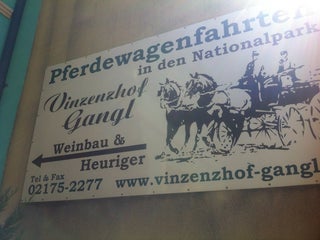 Pferdewagenfahrten
in den Nationalpark
Vinzenzhof
Gangl
Weinbau &
Heuriger
Tel & Fax
02175-2277
www.vinzenzhof-gangl